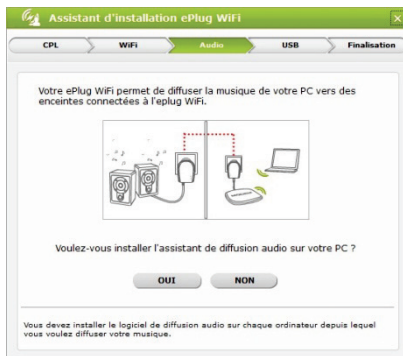 Assistant d'installation ePlug WiFi
CPL WiFi Audio USB Finalisation
Votre ePlug WiFi permet de diffuser la musique de votre PC vers des
enceintes connectées à l'eplug WiFi.
Voulez-vous installer l'assistant de diffusion audio sur votre PC ?
OUI NON
Vous devez installer le logiciel de diffusion audio sur chaque ordinateur depuis lequel
vous voulez diffuser votre musique.